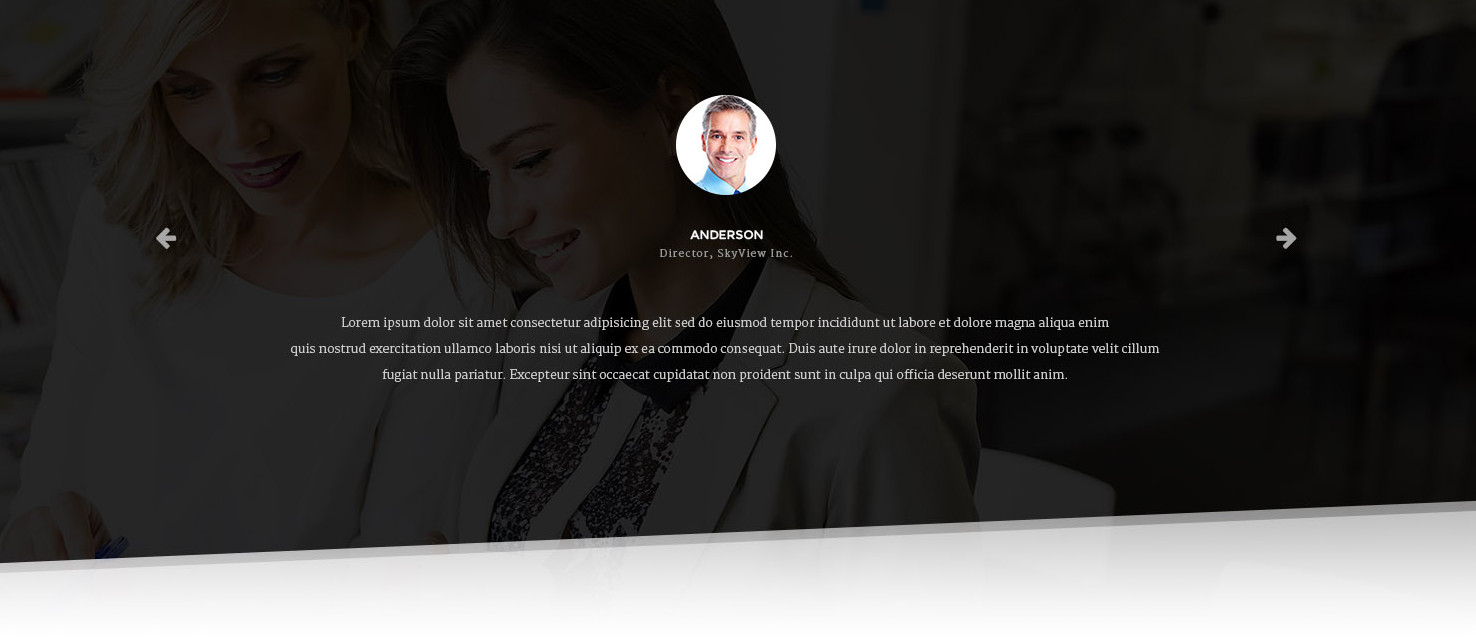 ANDERSON
Director, SkyView Inc.
Lorem ipsum dolor sit amet consectetur adipisicing elit sed do eiusmod tempor incididunt ut labore et dolore magna aliqua enim
quis nostrud exercitation ullamco laboris nisi ut aliquip ex ea commodo consequat. Duis aute irure dolor in reprehenderit in voluptate velit cillum
fugiat nulla pariatur. Excepteur sint occaecat cupidatat non proident sunt in culpa qui officia deserunt mollit anim.